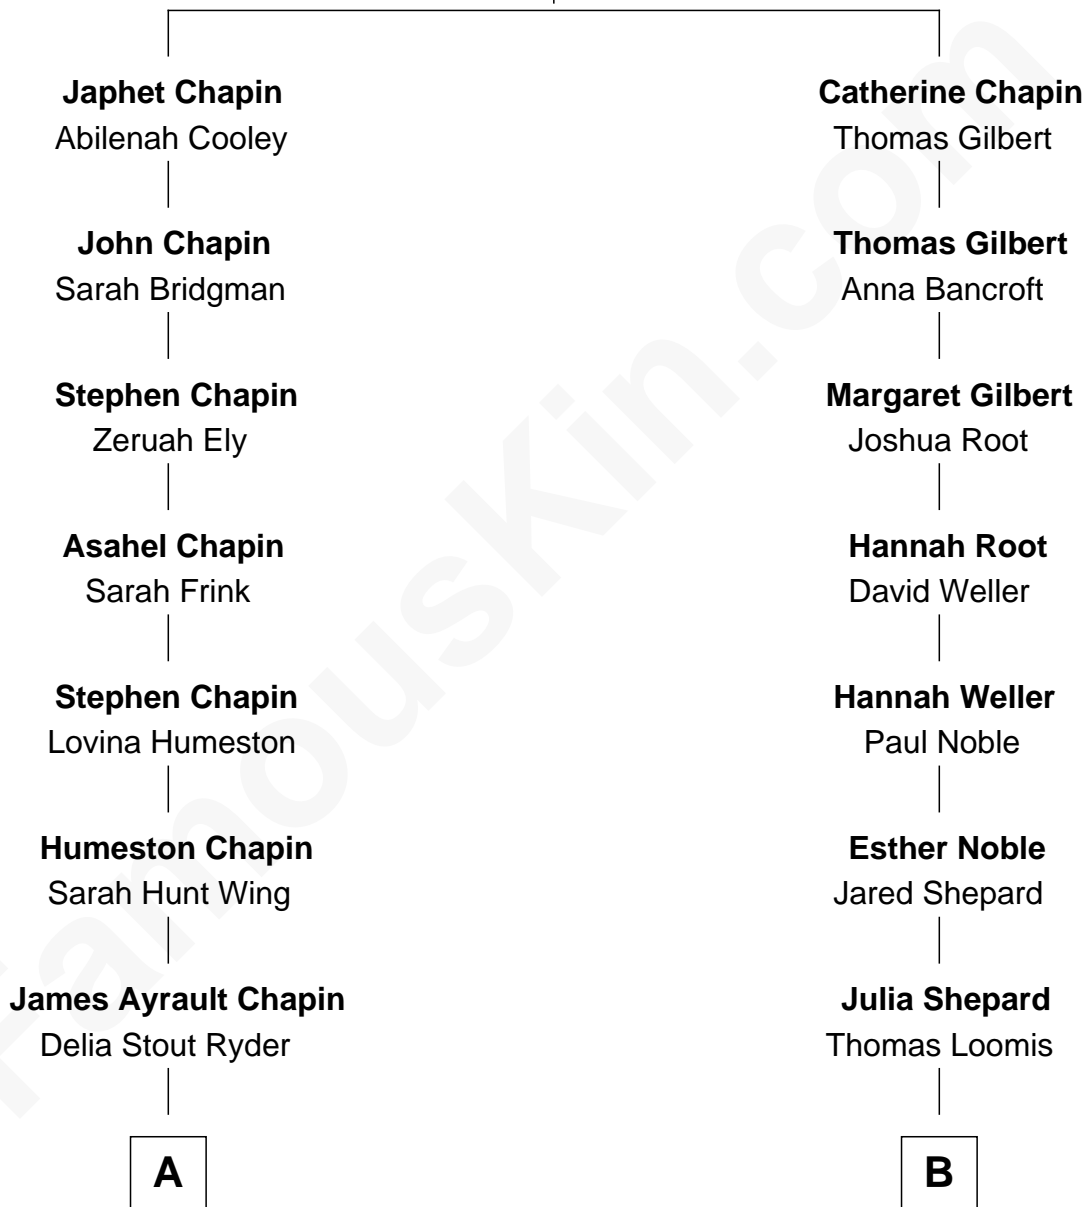 Japhet Chapin
Abilenah Cooley
John Chapin
Sarah Bridgman
Stephen Chapin
Zeruah Ely
Asahel Chapin
Sarah Frink
Stephen Chapin
Lovina Humeston
Humeston Chapin
Sarah Hunt Wing
James Ayrault Chapin
Delia Stout Ryder
A
Catherine Chapin
Thomas Gilbert
Thomas Gilbert
Anna Bancroft
Margaret Gilbert
Joshua Root
Hannah Root
David Weller
Hannah Weller
Paul Noble
Esther Noble
Jared Shepard
Julia Shepard
Thomas Loomis
B
FamousKin.com